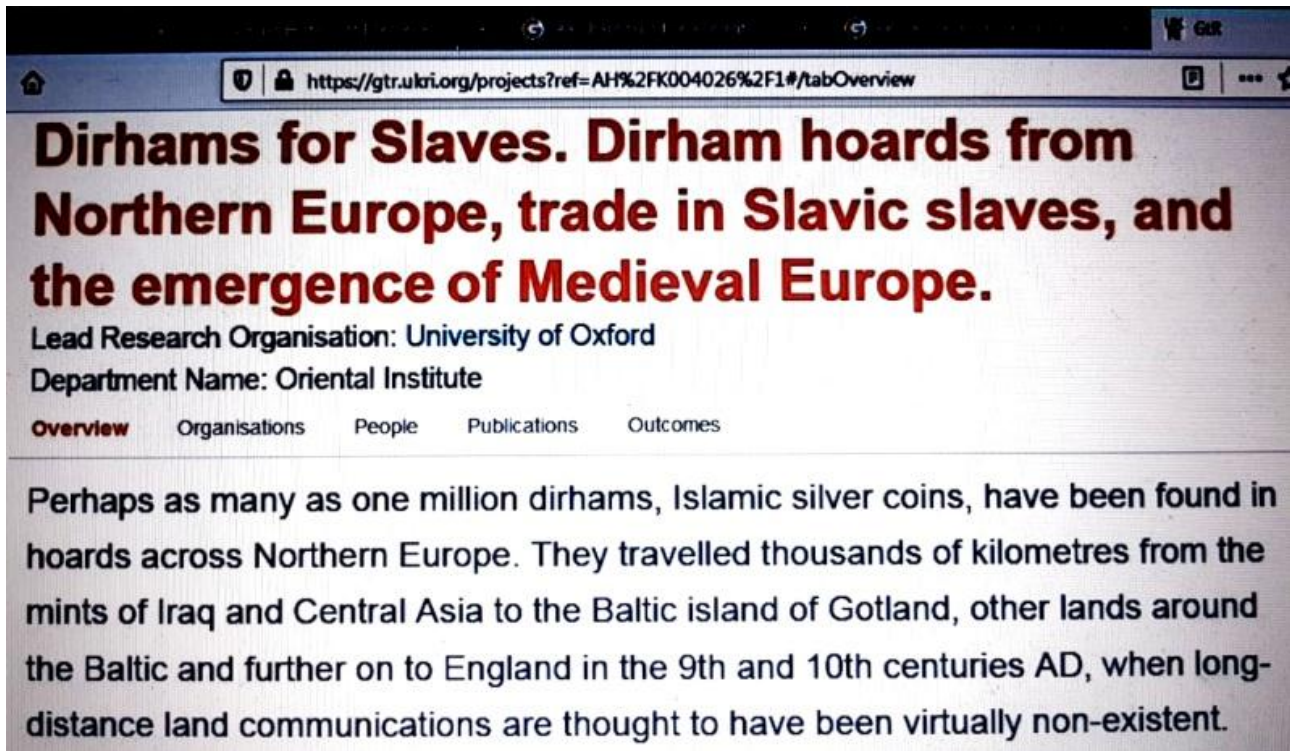 GtR
https://gtr.ukri.org/projects?ref=AH%2FK004026%2F1#/tabOverview
Dirhams for Slaves. Dirham hoards from
Northern Europe, trade in Slavic slaves, and
the emergence of Medieval Europe.
Lead Research Organisation: University of Oxford
Department Name: Oriental Institute
Overview Organisations People Publications Outcomes
Perhaps as many as one million dirhams, Islamic silver coins, have been found in
hoards across Northern Europe. They travelled thousands of kilometres from the
mints of Iraq and Central Asia to the Baltic island of Gotland, other lands around
the Baltic and further on to England in the 9th and 10th centuries AD, when long-
distance land communications are thought to have been virtually non-existent.